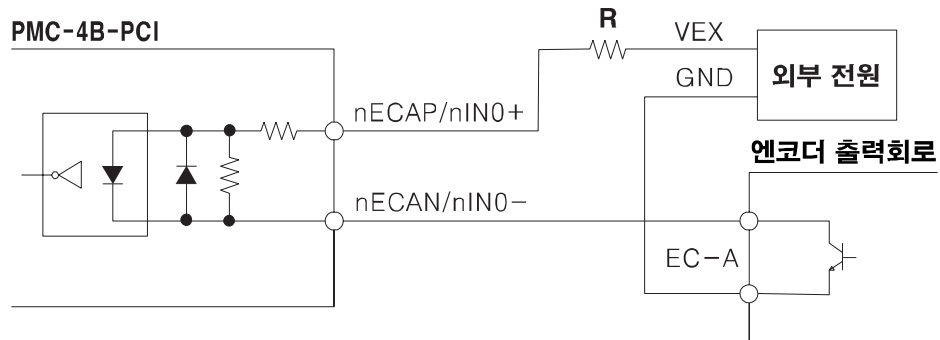 PMC-4B-PCI
R
VEX
GND
외부 전원
nECAP/nIN0+
엔코더 출력회로
nECAN/nIN0-
EC-A